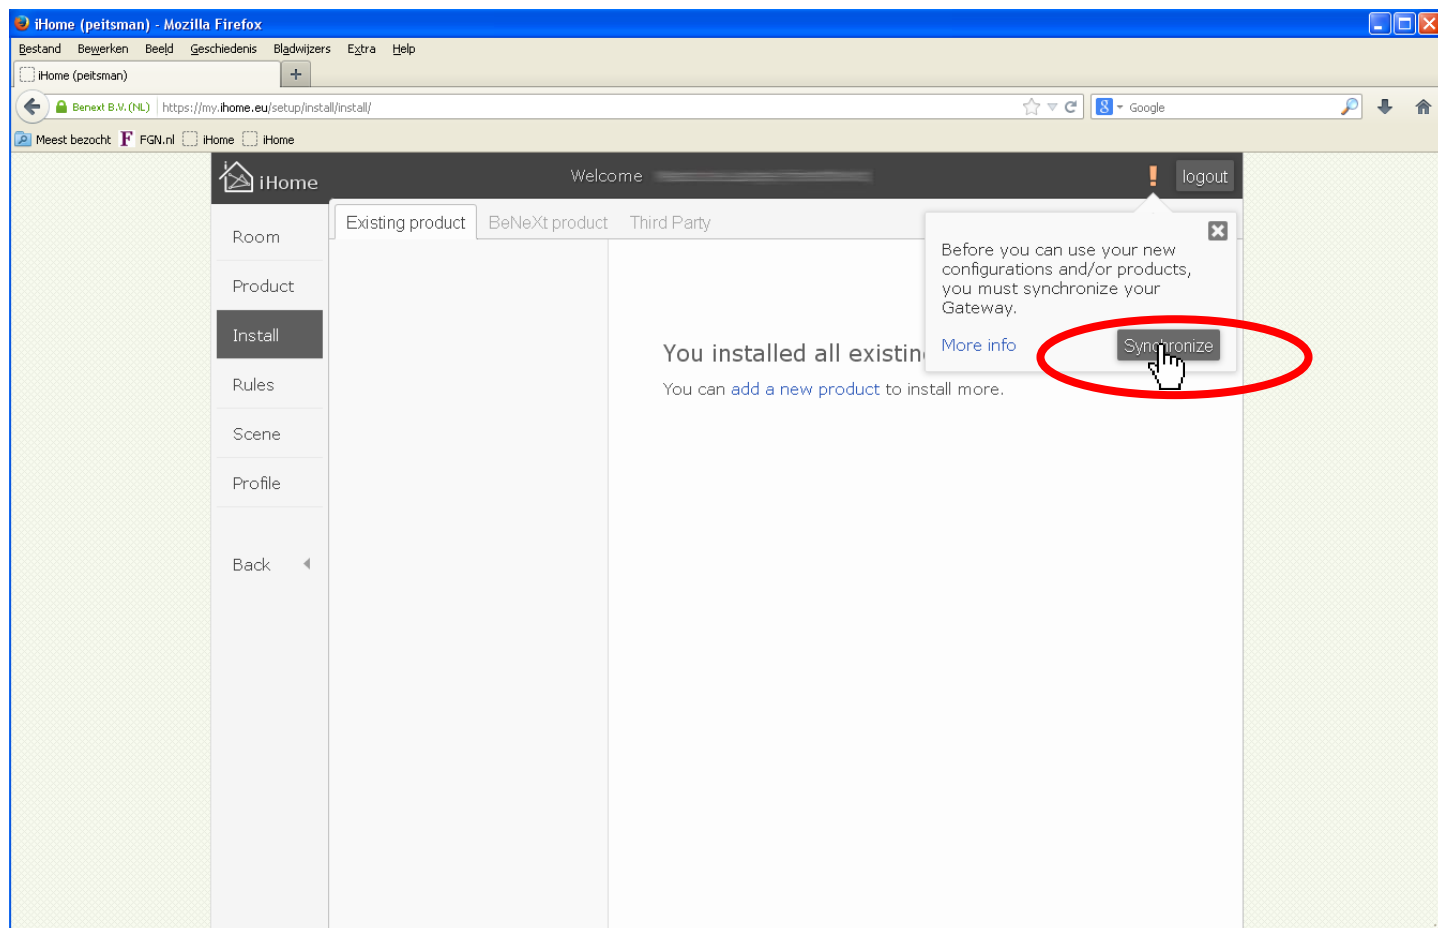 iHome (peitsman) - Mozilla Firefox
Bestand Bewerken Beeld Geschiedenis Bladwijzers Extra Help
iHome (peitsman)
+
Benext B.V. (NL) https://my.ihome.eu/setup/install/install/
8 Google
Meest bezocht F FGN.nl iHome iHome
iHome
Welcome
! logout
Existing product BeNeXt product Third Party
Room
Product
Install
Rules
Scene
Profile
Back
Before you can use your new
configurations and/or products,
you must synchronize your
Gateway.
More info Synchronize
You installed all existin
You can add a new product to install more.